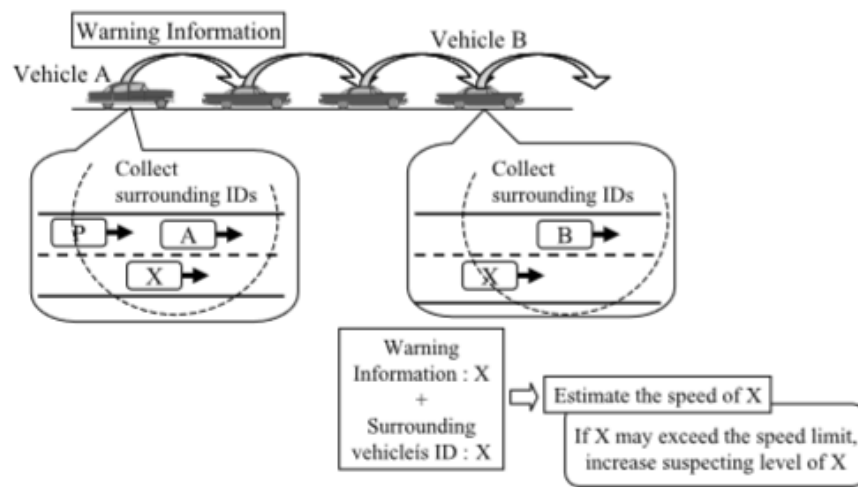 Warning Information
Vehicle A
Vehicle B
Collect
surrounding IDs
P
A
X
Collect
surrounding IDs
B
X
Warning
Information : X
+
Surrounding
vehicleís ID : X
Estimate the speed of X
If X may exceed the speed limit,
increase suspecting level of X